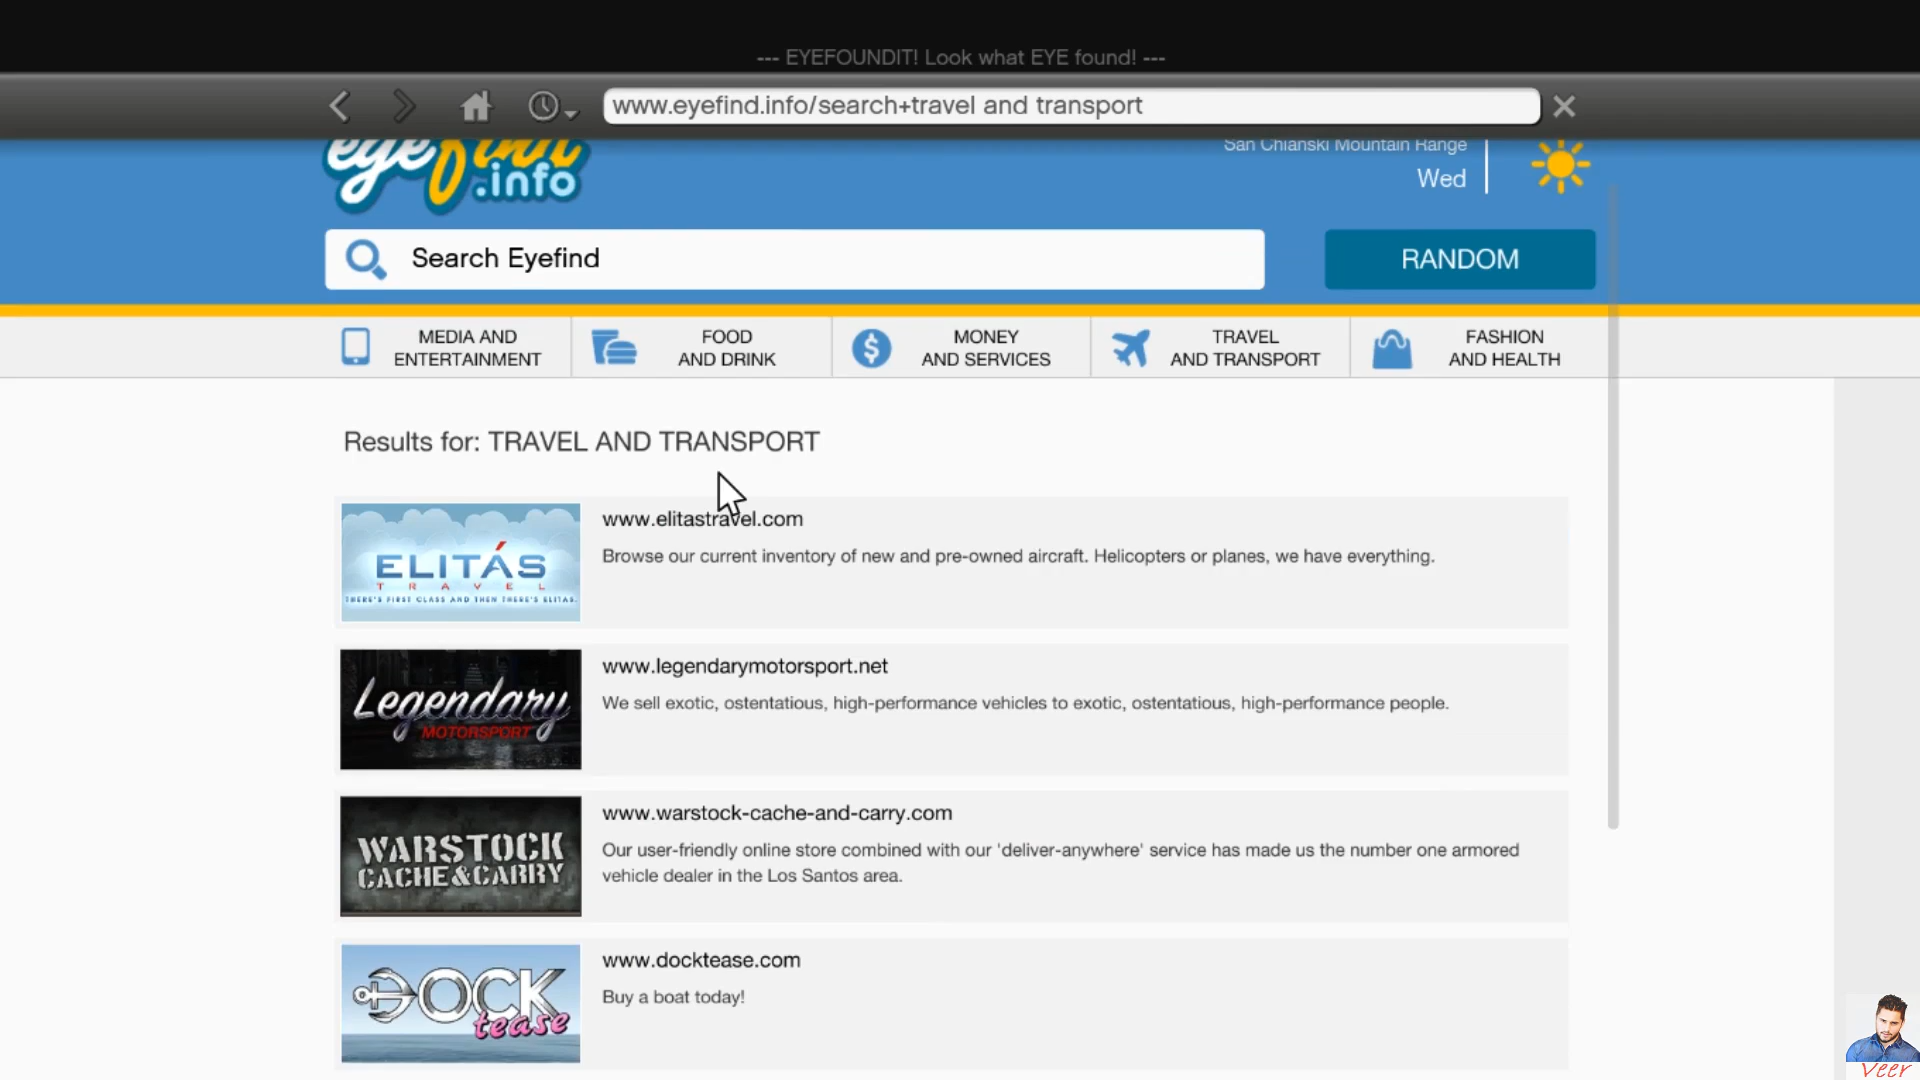 --- EYEFOUNDIT! Look what EYE found! ---
www.eyefind.info/search+travel and transport
eyefind
.info
San Chianski Mountain Range
Wed
Search Eyefind
RANDOM
MEDIA AND
ENTERTAINMENT
FOOD
AND DRINK
MONEY
AND SERVICES
TRAVEL
AND TRANSPORT
FASHION
AND HEALTH
Results for: TRAVEL AND TRANSPORT
ELITÁS
TRAVEL
THERE'S FIRST CLASS AND THEN THERE'S ELITAS.
www.elitastravel.com
Browse our current inventory of new and pre-owned aircraft. Helicopters or planes, we have everything.
Legendary
MOTORSPORT
www.legendarymotorsport.net
We sell exotic, ostentatious, high-performance vehicles to exotic, ostentatious, high-performance people.
WARSTOCK
CACHE&CARRY
www.warstock-cache-and-carry.com
Our user-friendly online store combined with our 'deliver-anywhere' service has made us the number one armored
vehicle dealer in the Los Santos area.
DOCK
tease
www.docktease.com
Buy a boat today!
Veer